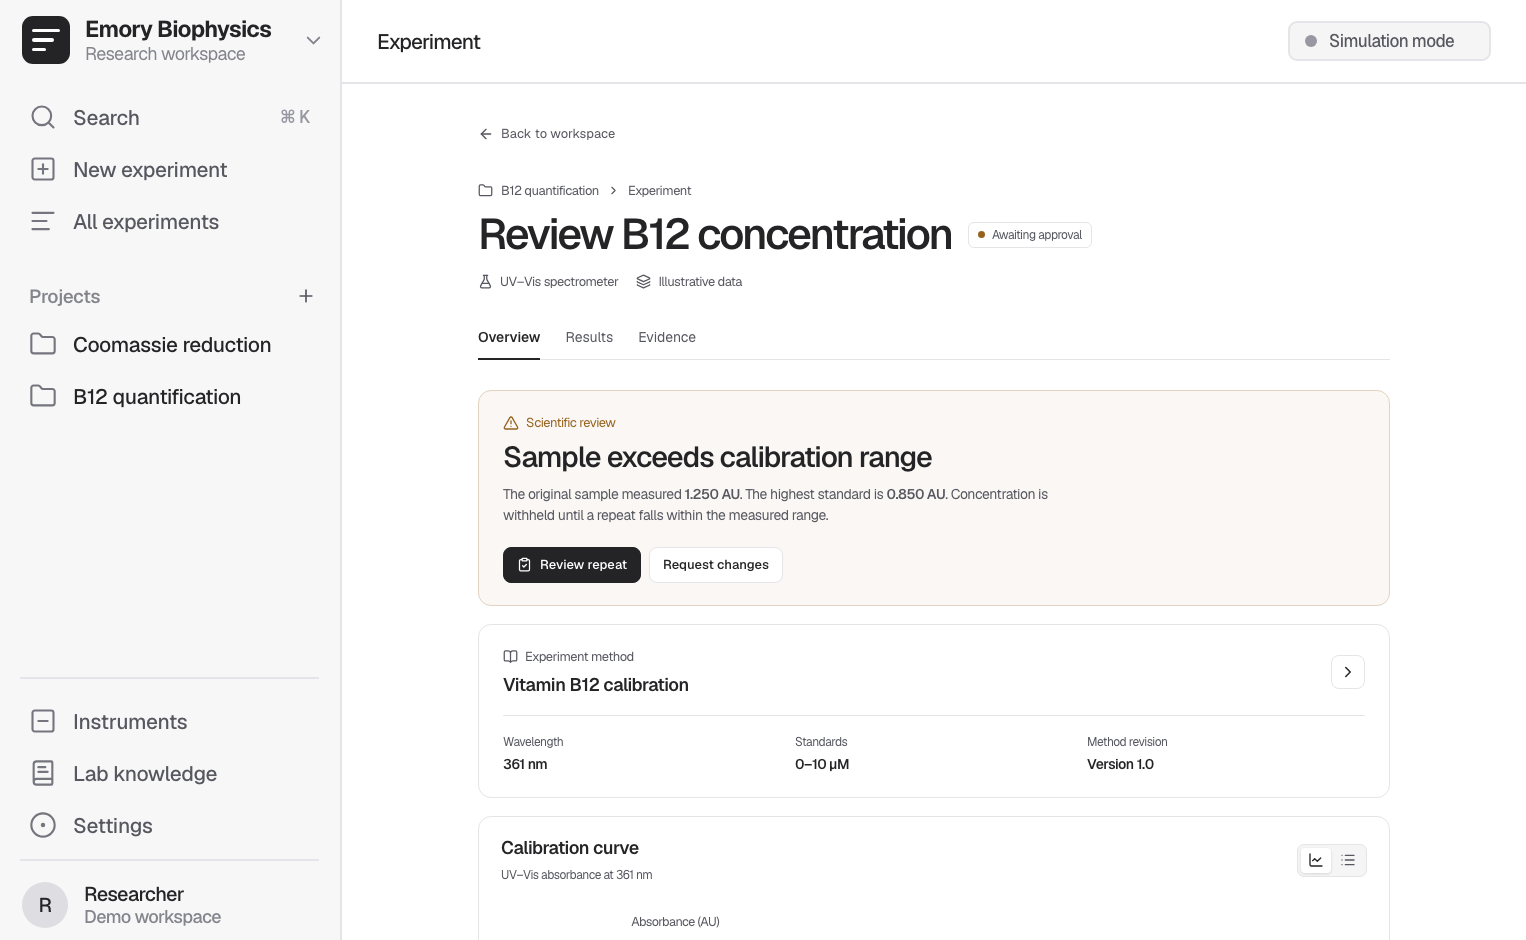 Emory Biophysics
Research workspace
Search
⌘ K
New experiment
All experiments
Projects
Coomassie reduction
B12 quantification
Instruments
Lab knowledge
Settings
R
Researcher
Demo workspace
Experiment
Simulation mode
Back to workspace
B12 quantification
Experiment
Review B12 concentration
Awaiting approval
UV–Vis spectrometer
Illustrative data
Overview
Results
Evidence
Scientific review
Sample exceeds calibration range
The original sample measured 1.250 AU. The highest standard is 0.850 AU. Concentration is
withheld until a repeat falls within the measured range.
Review repeat
Request changes
Experiment method
Vitamin B12 calibration
Wavelength
361 nm
Standards
0–10 µM
Method revision
Version 1.0
Calibration curve
UV–Vis absorbance at 361 nm
Absorbance (AU)